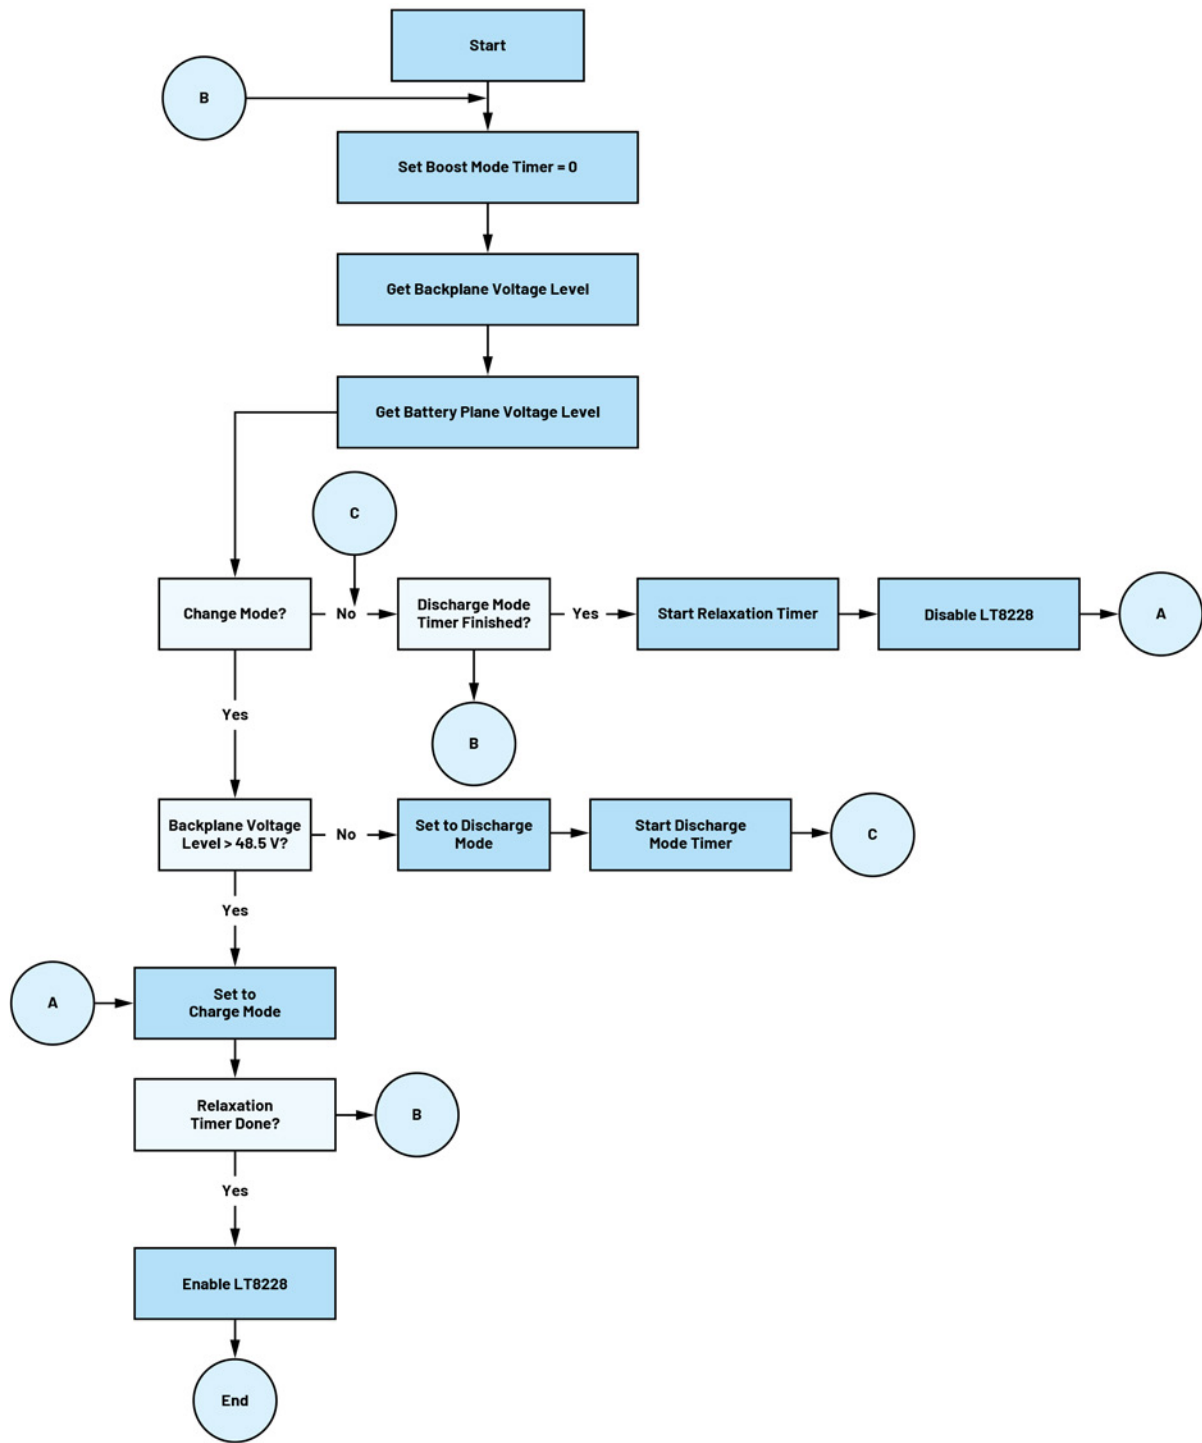 Start
B
Set Boost Mode Timer = 0
Get Backplane Voltage Level
Get Battery Plane Voltage Level
C
Change Mode?
No
Discharge Mode
Timer Finished?
Yes
Start Relaxation Timer
Disable LT8228
A
Yes
B
Backplane Voltage
Level > 48.5 V?
No
Set to Discharge
Mode
Start Discharge
Mode Timer
C
Yes
A
Set to
Charge Mode
Relaxation
Timer Done?
B
Yes
Enable LT8228
End